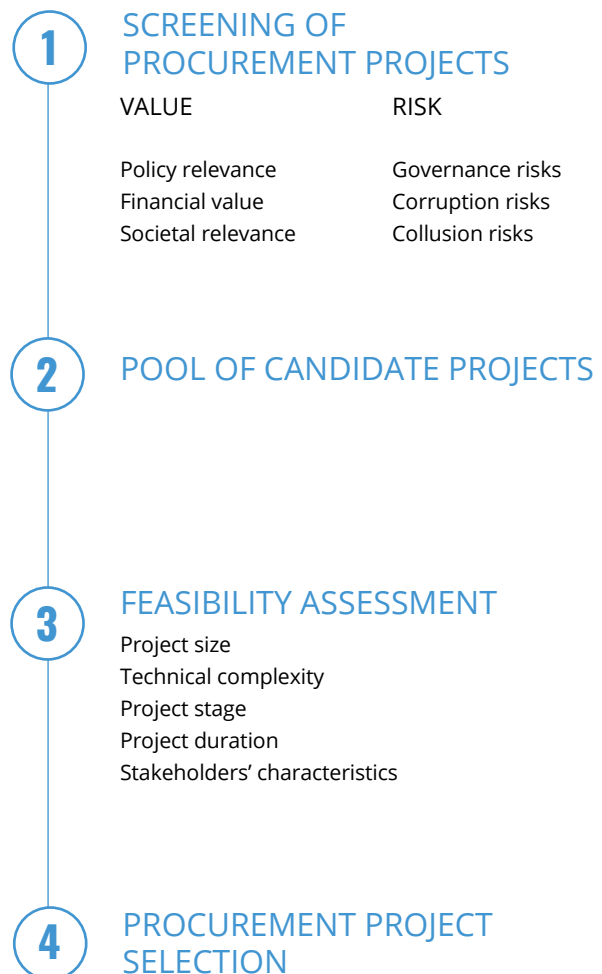 1
SCREENING OF
PROCUREMENT PROJECTS
VALUE
Policy relevance
Financial value
Societal relevance
RISK
Governance risks
Corruption risks
Collusion risks
2
POOL OF CANDIDATE PROJECTS
3
FEASIBILITY ASSESSMENT
Project size
Technical complexity
Project stage
Project duration
Stakeholders’ characteristics
4
PROCUREMENT PROJECT
SELECTION